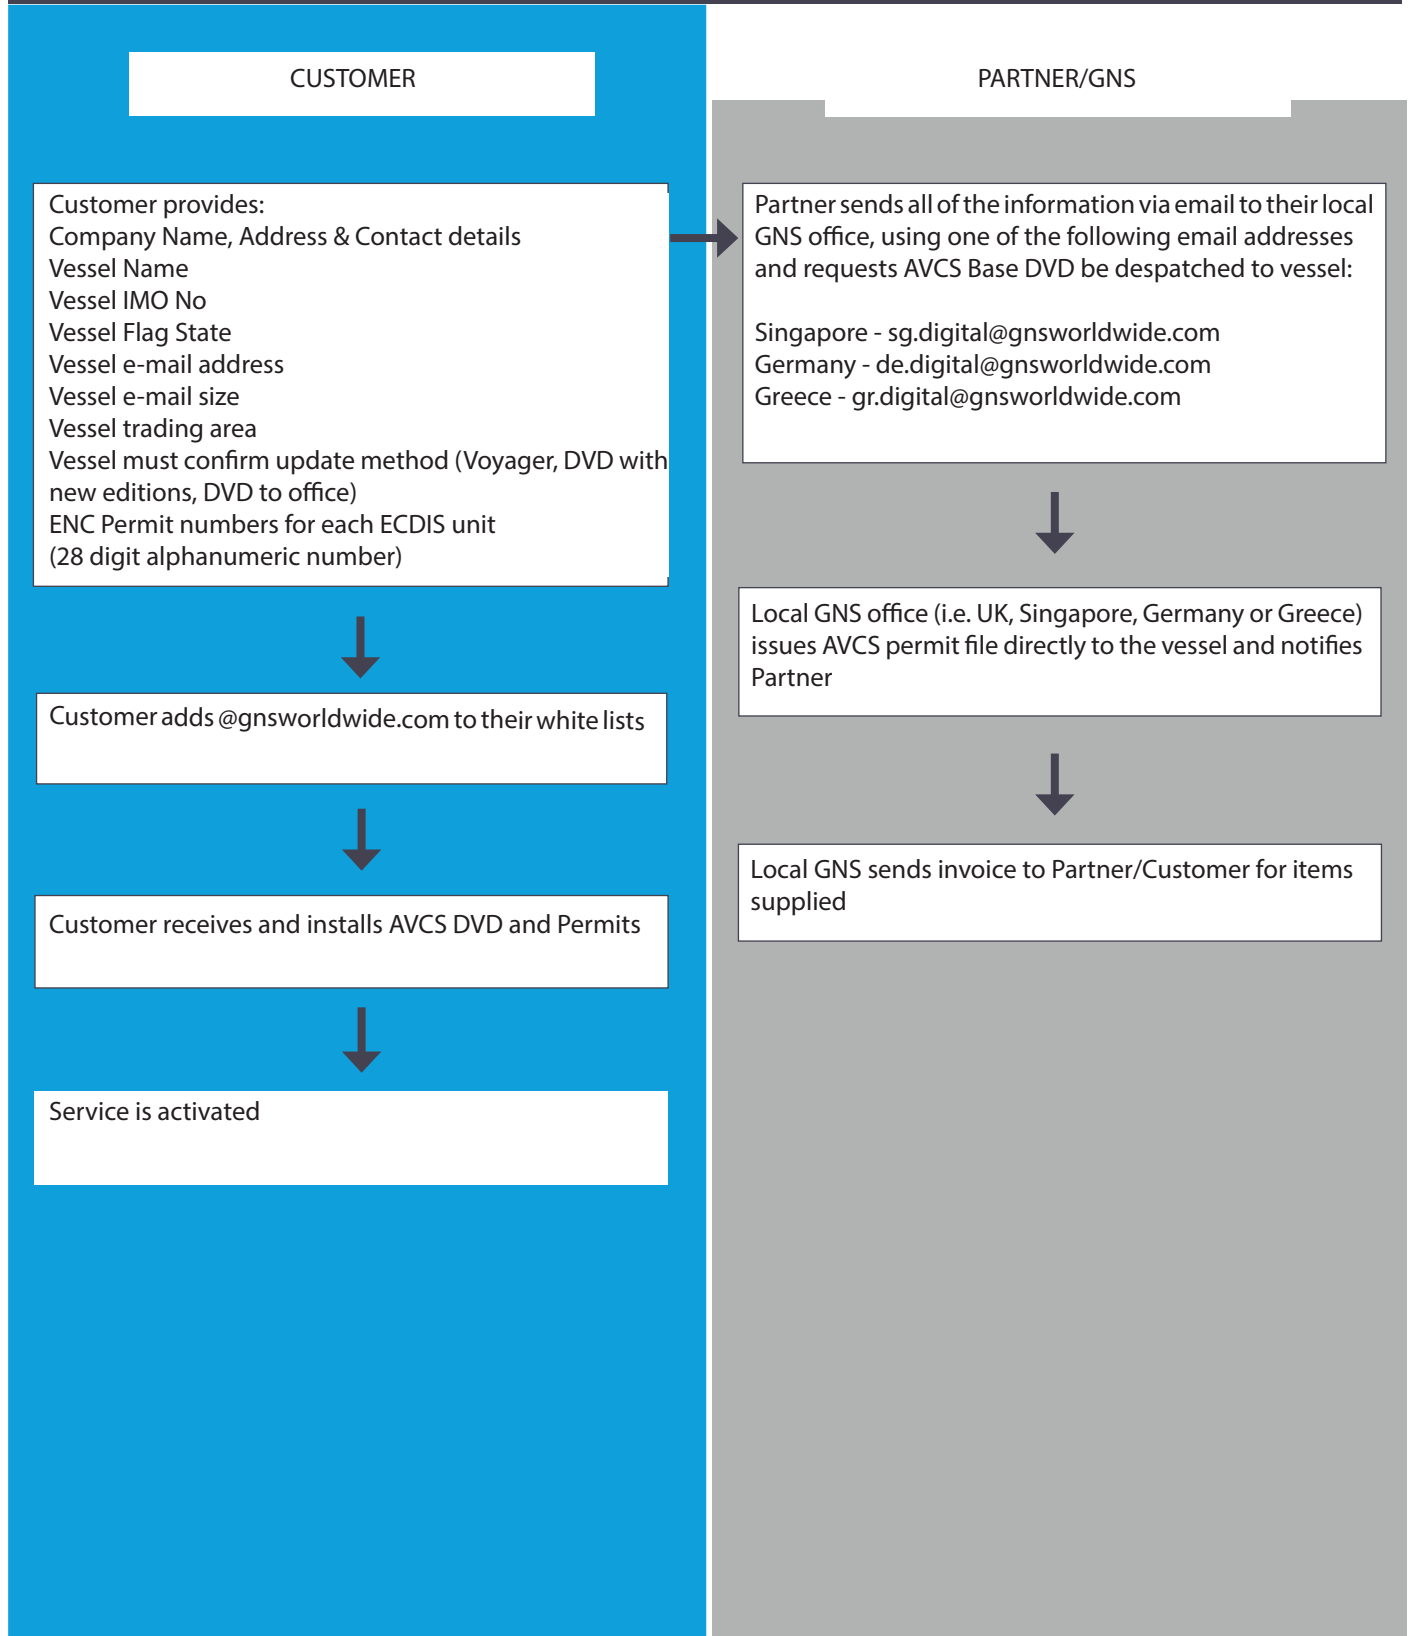 CUSTOMER
PARTNER/GNS
Customer provides:
Company Name, Address & Contact details
Vessel Name
Vessel IMO No
Vessel Flag State
Vessel e-mail address
Vessel e-mail size
Vessel trading area
Vessel must confirm update method (Voyager, DVD with
new editions, DVD to office)
ENC Permit numbers for each ECDIS unit
(28 digit alphanumeric number)
Customer adds @gnsworldwide.com to their white lists
Customer receives and installs AVCS DVD and Permits
Service is activated
Partner sends all of the information via email to their local
GNS office, using one of the following email addresses
and requests AVCS Base DVD be despatched to vessel:
Singapore - sg.digital@gnsworldwide.com
Germany - de.digital@gnsworldwide.com
Greece - gr.digital@gnsworldwide.com
Local GNS office (i.e. UK, Singapore, Germany or Greece)
issues AVCS permit file directly to the vessel and notifies
Partner
Local GNS sends invoice to Partner/Customer for items
supplied